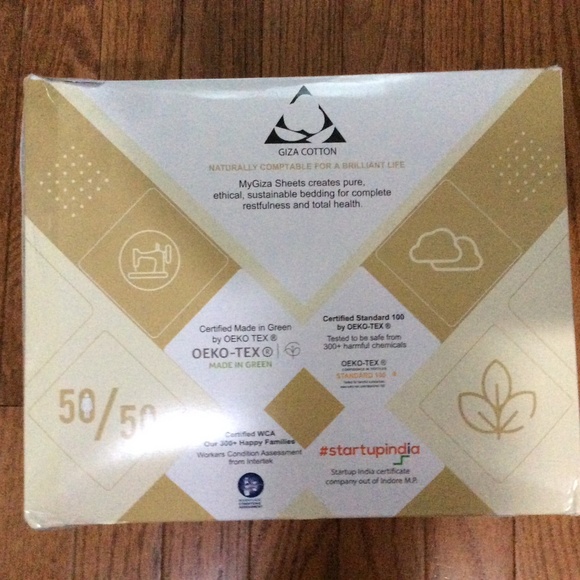 GIZA COTTON
NATURALLY COMPTABLE FOR A BRILLIANT LIFE
MyGiza Sheets creates pure,
ethical, sustainable bedding for complete
restfulness and total health.
Certified Made in Green
by OEKO TEX ®
OEKO-TEX®
MADE IN GREEN
Certified Standard 100
by OEKO-TEX ®
Tested to be safe from
300+ harmful chemicals
OEKO-TEX ®
STANDARD 100
50/50
Certified WCA
Our 300+ Happy Families
Workers Condition Assessment
from Intertek
#startupindia
Startup India certificate
company out of Indore M.P.